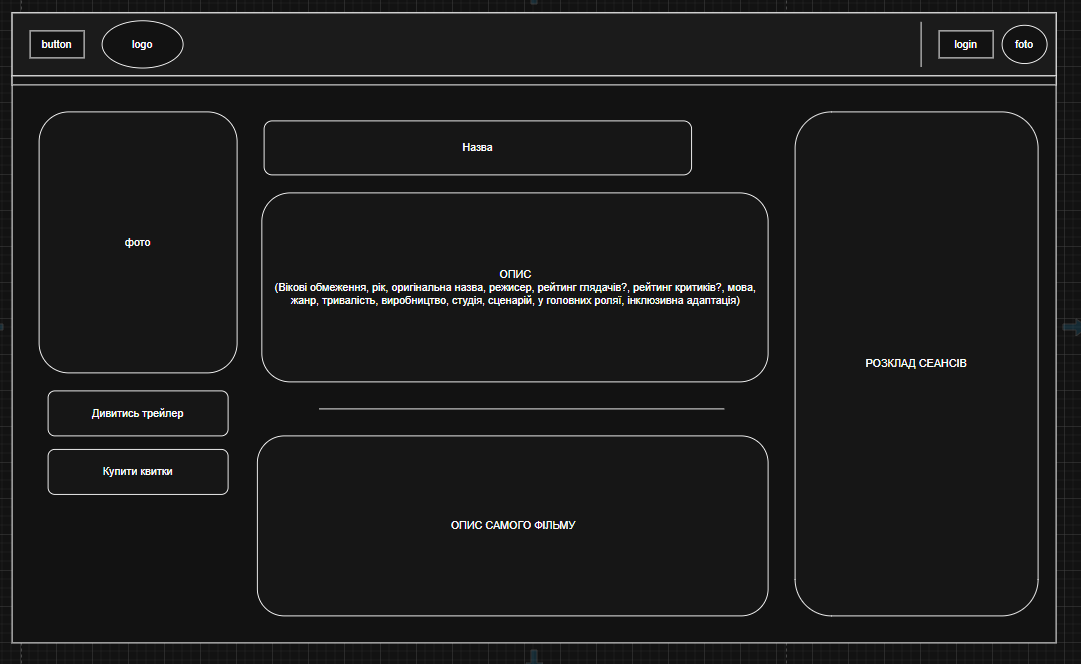 button
logo
login
foto
фото
Назва
ОПИС
(Вікові обмеження, рік, оригінальна назва, режисер, рейтинг глядачів?, рейтинг критиків?, мова,
жанр, тривалість, виробництво, студія, сценарій, у головних роляї, інклюзивна адаптація)
РОЗКЛАД СЕАНСІВ
Дивитись трейлер
Купити квитки
ОПИС САМОГО ФІЛЬМУ